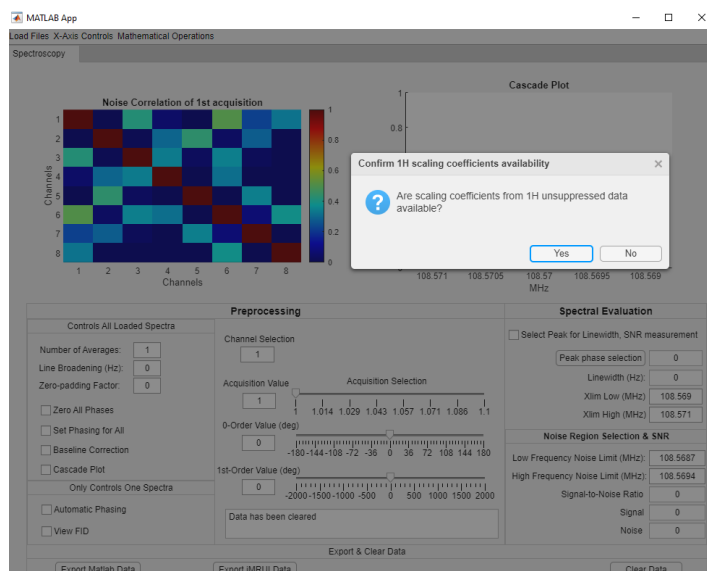 MATLAB App
Load Files X-Axis Controls Mathematical Operations
Spectroscopy
Noise Correlation of 1st acquisition
Channels
1
2
3
4
5
6
7
8
1 2 3 4 5 6 7 8
Channels
1
0.8
0.6
0.4
0.2
0
Cascade Plot
1
0.8
108.571 108.5705 108.57 108.5695 108.569
MHz
Confirm 1H scaling coefficients availability
Are scaling coefficients from 1H unsuppressed data
available?
Yes No
Preprocessing
Controls All Loaded Spectra
Number of Averages: 1
Line Broadening (Hz): 0
Zero-padding Factor: 0
Zero All Phases
Set Phasing for All
Baseline Correction
Cascade Plot
Only Controls One Spectra
Automatic Phasing
View FID
Channel Selection
1
Acquisition Value Acquisition Selection
1
1 1.014 1.029 1.043 1.057 1.071 1.086 1.1
0-Order Value (deg)
0
-180 -144 -108 -72 -36 0 36 72 108 144 180
1st-Order Value (deg)
0
-2000 -1500 -1000 -500 0 500 1000 1500 2000
Data has been cleared
Spectral Evaluation
Select Peak for Linewidth, SNR measurement
Peak phase selection 0
Linewidth (Hz): 0
Xlim Low (MHz) 108.569
Xlim High (MHz) 108.571
Noise Region Selection & SNR
Low Frequency Noise Limit (MHz): 108.5687
High Frequency Noise Limit (MHz): 108.5694
Signal-to-Noise Ratio 0
Signal 0
Noise 0
Export & Clear Data
Export Matlab Data Export jMRUI Data Clear Data